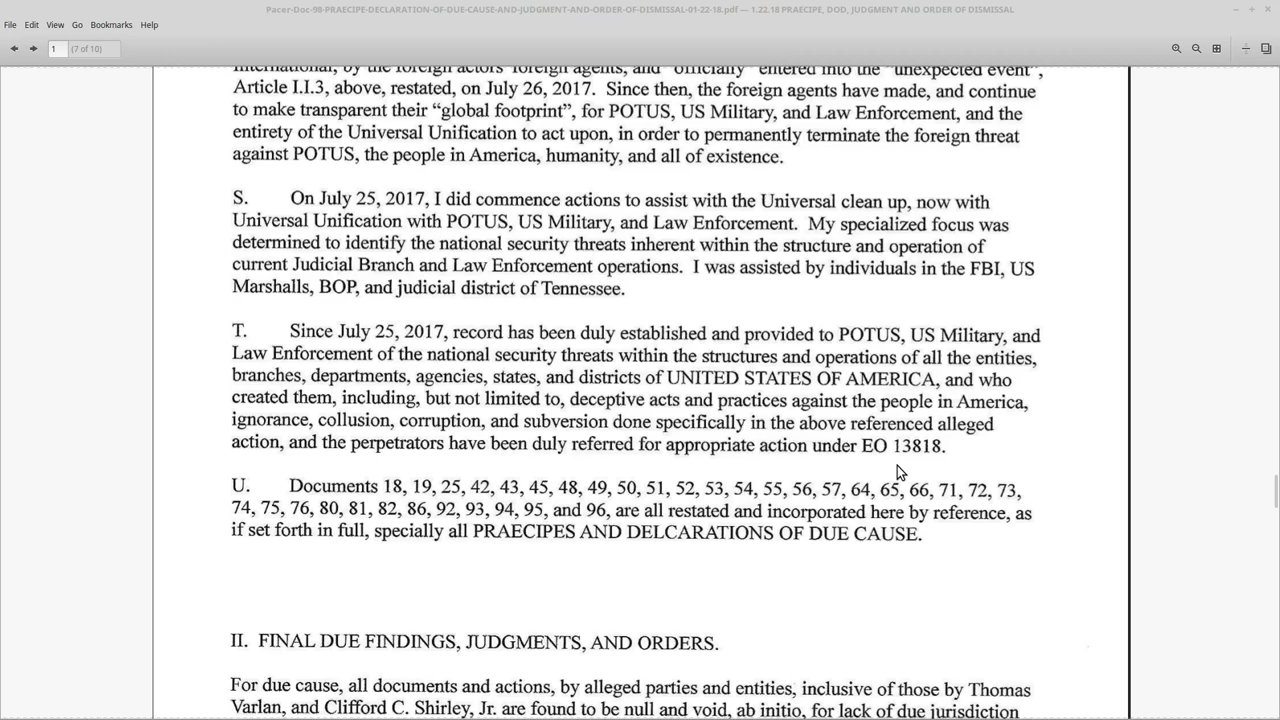 Pacer-Doc-98-PRAECIPE-DECLARATION-OF-DUE-CAUSE-AND-JUDGMENT-AND-ORDER-OF-DISMISSAL-01-22-18.pdf — 1.22.18 PRAECIPE, DOD, JUDGMENT AND ORDER OF DISMISSAL
File Edit View Go Bookmarks Help
1 (7 of 10)
International, by the foreign actors' foreign agents, and "officially" entered into the "unexpected event",
Article I.I.3, above, restated, on July 26, 2017. Since then, the foreign agents have made, and continue
to make transparent their “global footprint”, for POTUS, US Military, and Law Enforcement, and the
entirety of the Universal Unification to act upon, in order to permanently terminate the foreign threat
against POTUS, the people in America, humanity, and all of existence.
S. On July 25, 2017, I did commence actions to assist with the Universal clean up, now with
Universal Unification with POTUS, US Military, and Law Enforcement. My specialized focus was
determined to identify the national security threats inherent within the structure and operation of
current Judicial Branch and Law Enforcement operations. I was assisted by individuals in the FBI, US
Marshalls, BOP, and judicial district of Tennessee.
T. Since July 25, 2017, record has been duly established and provided to POTUS, US Military, and
Law Enforcement of the national security threats within the structures and operations of all the entities,
branches, departments, agencies, states, and districts of UNITED STATES OF AMERICA, and who
created them, including, but not limited to, deceptive acts and practices against the people in America,
ignorance, collusion, corruption, and subversion done specifically in the above referenced alleged
action, and the perpetrators have been duly referred for appropriate action under EO 13818.
U. Documents 18, 19, 25, 42, 43, 45, 48, 49, 50, 51, 52, 53, 54, 55, 56, 57, 64, 65, 66, 71, 72, 73,
74, 75, 76, 80, 81, 82, 86, 92, 93, 94, 95, and 96, are all restated and incorporated here by reference, as
if set forth in full, specially all PRAECIPES AND DELCARATIONS OF DUE CAUSE.
II. FINAL DUE FINDINGS, JUDGMENTS, AND ORDERS.
For due cause, all documents and actions, by alleged parties and entities, inclusive of those by Thomas
Varlan, and Clifford C. Shirley, Jr. are found to be null and void, ab initio, for lack of due jurisdiction